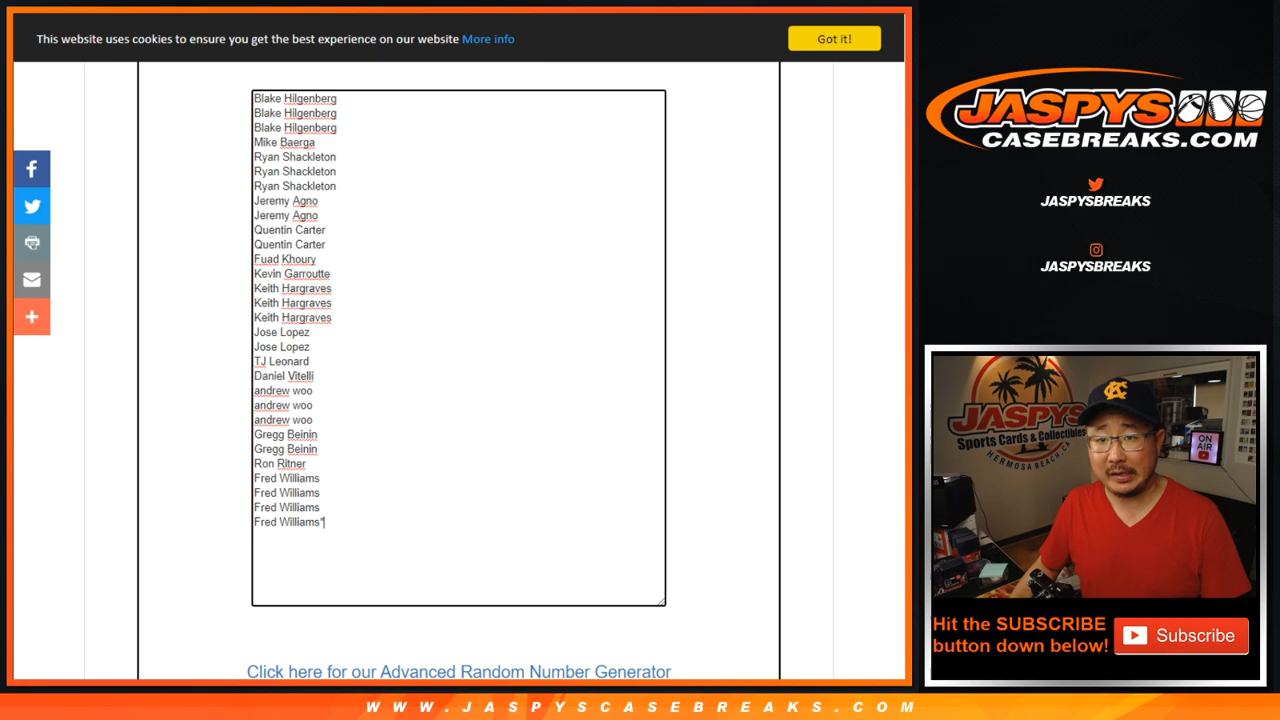 This website uses cookies to ensure you get the best experience on our website More info
Got it!
Blake Hilgenberg
Blake Hilgenberg
Blake Hilgenberg
Mike Baerga
Ryan Shackleton
Ryan Shackleton
Ryan Shackleton
Jeremy Agno
Jeremy Agno
Quentin Carter
Quentin Carter
Fuad Khoury
Kevin Garroutte
Keith Hargraves
Keith Hargraves
Keith Hargraves
Jose Lopez
Jose Lopez
TJ Leonard
Daniel Vitelli
andrew woo
andrew woo
andrew woo
Gregg Beinin
Gregg Beinin
Ron Ritner
Fred Williams
Fred Williams
Fred Williams
Fred Williams*
Click here for our Advanced Random Number Generator
JASPYS
CASEBREAKS.COM
JASPYSBREAKS
JASPYSBREAKS
JASPYS
Sports Cards & Collectibles
HERMOSA BEACH, CA
ON
AIR
KC
Hit the SUBSCRIBE
button down below!
Subscribe
WWW.JASPYSCASEBREAKS.COM